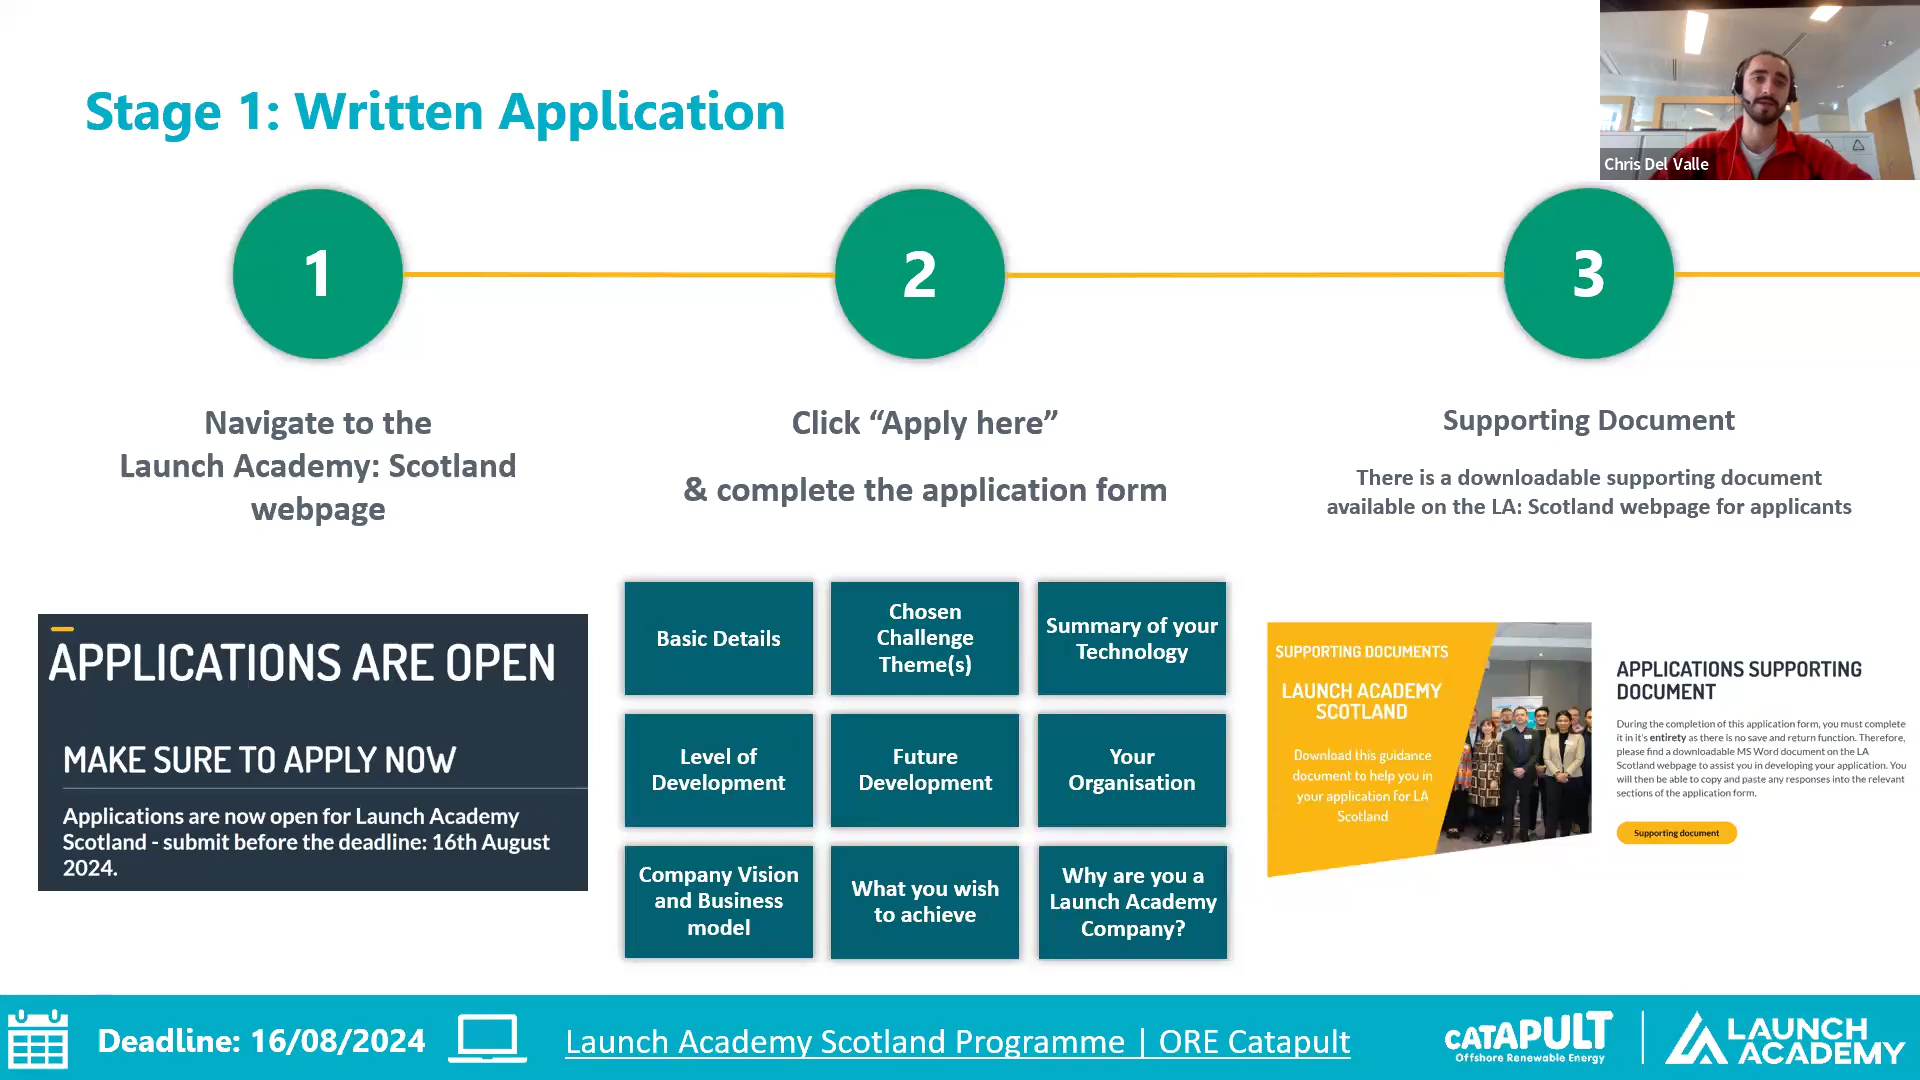 Stage 1: Written Application
Chris Del Valle
1
2
3
Navigate to the
Launch Academy: Scotland
webpage
Click “Apply here”
& complete the application form
Supporting Document
There is a downloadable supporting document
available on the LA: Scotland webpage for applicants
APPLICATIONS ARE OPEN
MAKE SURE TO APPLY NOW
Applications are now open for Launch Academy
Scotland - submit before the deadline: 16th August
2024.
Basic Details
Chosen
Challenge
Theme(s)
Summary of your
Technology
Level of
Development
Future
Development
Your
Organisation
Company Vision
and Business
model
What you wish
to achieve
Why are you a
Launch Academy
Company?
SUPPORTING DOCUMENTS
LAUNCH ACADEMY
SCOTLAND
Download this guidance
document to help you in
your application for LA
Scotland
APPLICATIONS SUPPORTING
DOCUMENT
During the completion of this application form, you must complete
it in it's entirety as there is no save and return function. Therefore,
please find a downloadable MS Word document on the LA
Scotland webpage to assist you in developing your application. You
will then be able to copy and paste any responses into the relevant
sections of the application form.
Supporting document
Deadline: 16/08/2024
Launch Academy Scotland Programme | ORE Catapult
CATAPULT
Offshore Renewable Energy
LAUNCH
ACADEMY